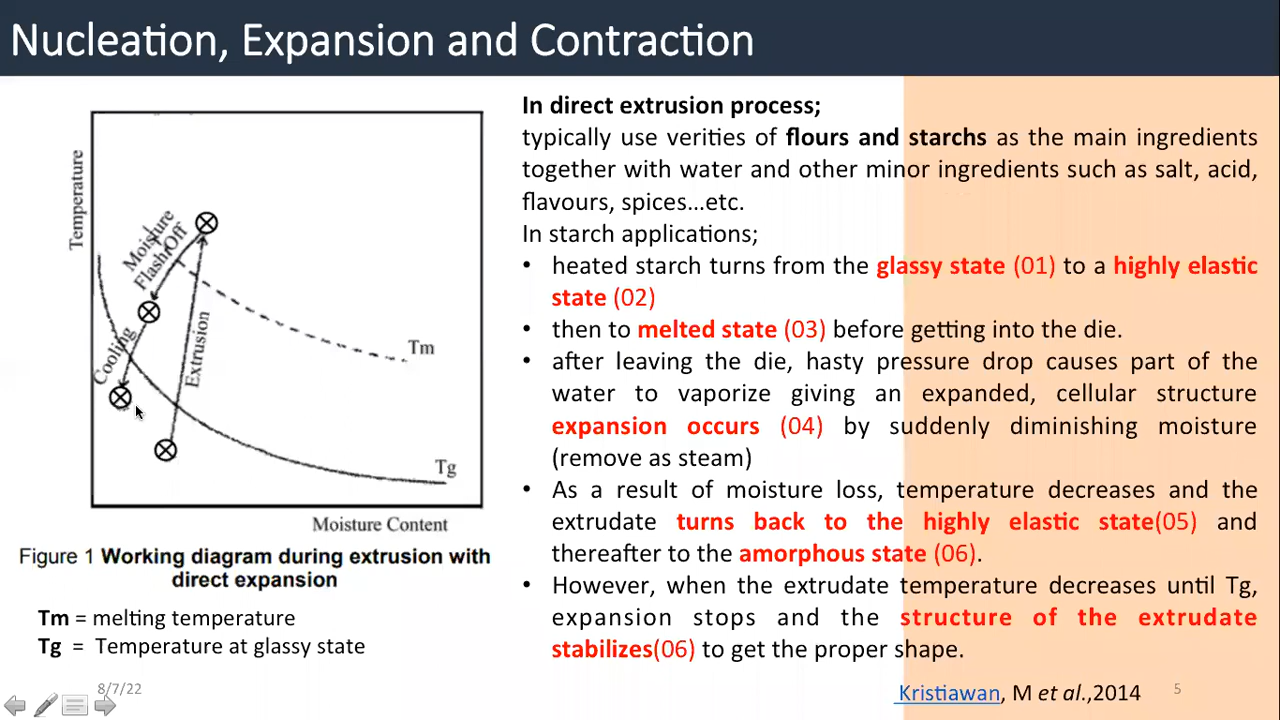 Nucleation, Expansion and Contraction
Temperature
Moisture
Flash Off
Cooling
Extrusion
Tm
Tg
Moisture Content
Figure 1 Working diagram during extrusion with
direct expansion
Tm = melting temperature
Tg = Temperature at glassy state
8/7/22
In direct extrusion process;
typically use verities of flours and starchs as the main ingredients
together with water and other minor ingredients such as salt, acid,
flavours, spices...etc.
In starch applications;
• heated starch turns from the glassy state (01) to a highly elastic
state (02)
• then to melted state (03) before getting into the die.
• after leaving the die, hasty pressure drop causes part of the
water to vaporize giving an expanded, cellular structure
expansion occurs (04) by suddenly diminishing moisture
(remove as steam)
• As a result of moisture loss, temperature decreases and the
extrudate turns back to the highly elastic state(05) and
thereafter to the amorphous state (06).
• However, when the extrudate temperature decreases until Tg,
expansion stops and the structure of the extrudate
stabilizes(06) to get the proper shape.
Kristiawan, M et al.,2014
5